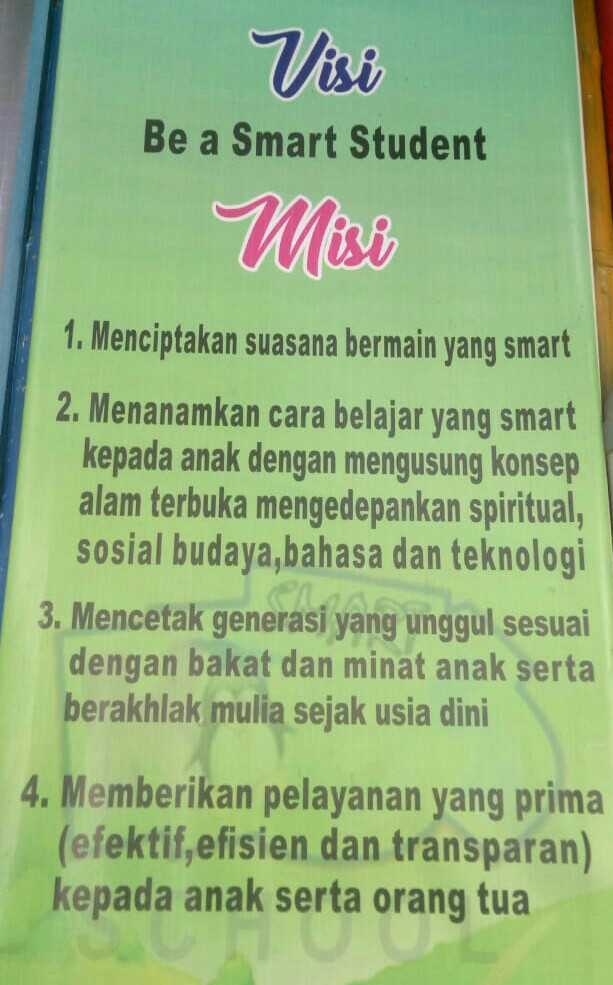 Visi
Be a Smart Student
Misi
1. Menciptakan suasana bermain yang smart
2. Menanamkan cara belajar yang smart
kepada anak dengan mengusung konsep
alam terbuka mengedepankan spiritual,
sosial budaya,bahasa dan teknologi
SMART
3. Mencetak generasi yang unggul sesuai
dengan bakat dan minat anak serta
berakhlak mulia sejak usia dini
4. Memberikan pelayanan yang prima
(efektif,efisien dan transparan)
kepada anak serta orang tua
SCHOOL